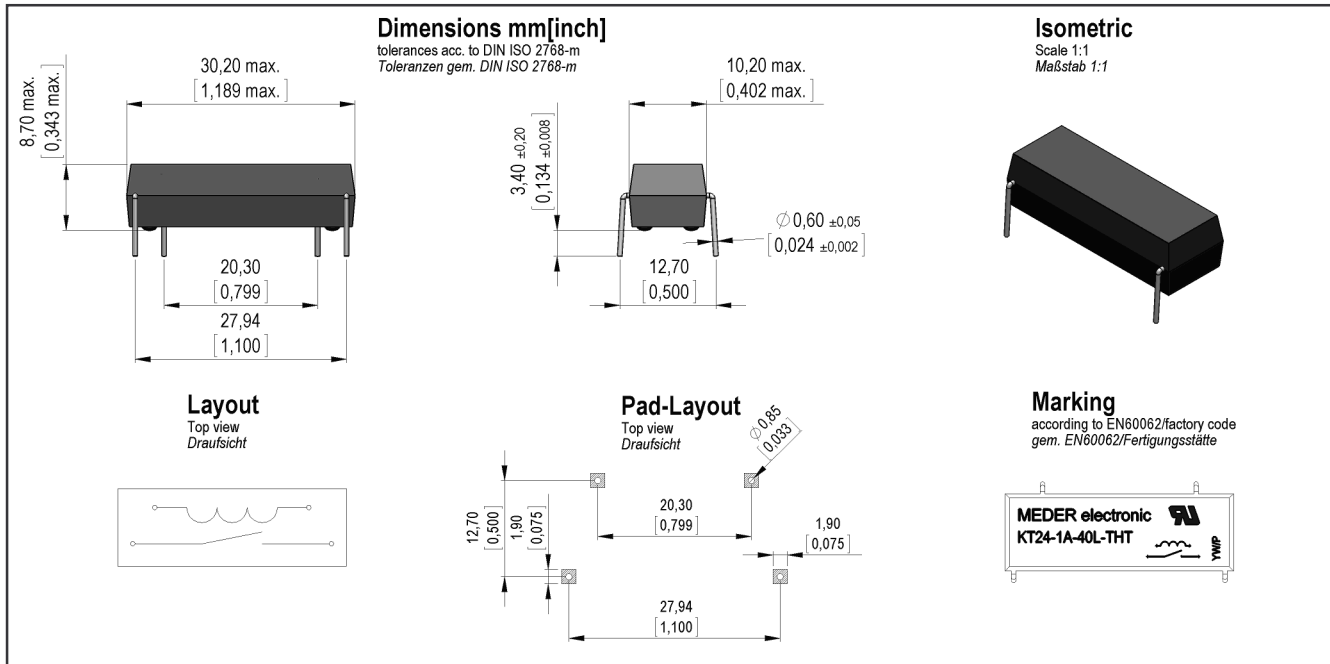 Dimensions mm[inch]
tolerances acc. to DIN ISO 2768-m
Toleranzen gem. DIN ISO 2768-m
30,20 max.
[1,189 max.]
8,70 max.
[0,343 max.]
10,20 max.
[0,402 max.]
3,40 ±0,20
[0,134 ±0,008]
∅ 0,60 ±0,05
[0,024 ±0,002]
20,30
[0,799]
27,94
[1,100]
12,70
[0,500]
Isometric
Scale 1:1
Maßstab 1:1
Layout
Top view
Draufsicht
Pad-Layout
Top view
Draufsicht
∅ 0,85
[0,033]
12,70
[0,500]
1,90
[0,075]
20,30
[0,799]
1,90
[0,075]
27,94
[1,100]
Marking
according to EN60062/factory code
gem. EN60062/Fertigungsstätte
MEDER electronic
KT24-1A-40L-THT
YW/P